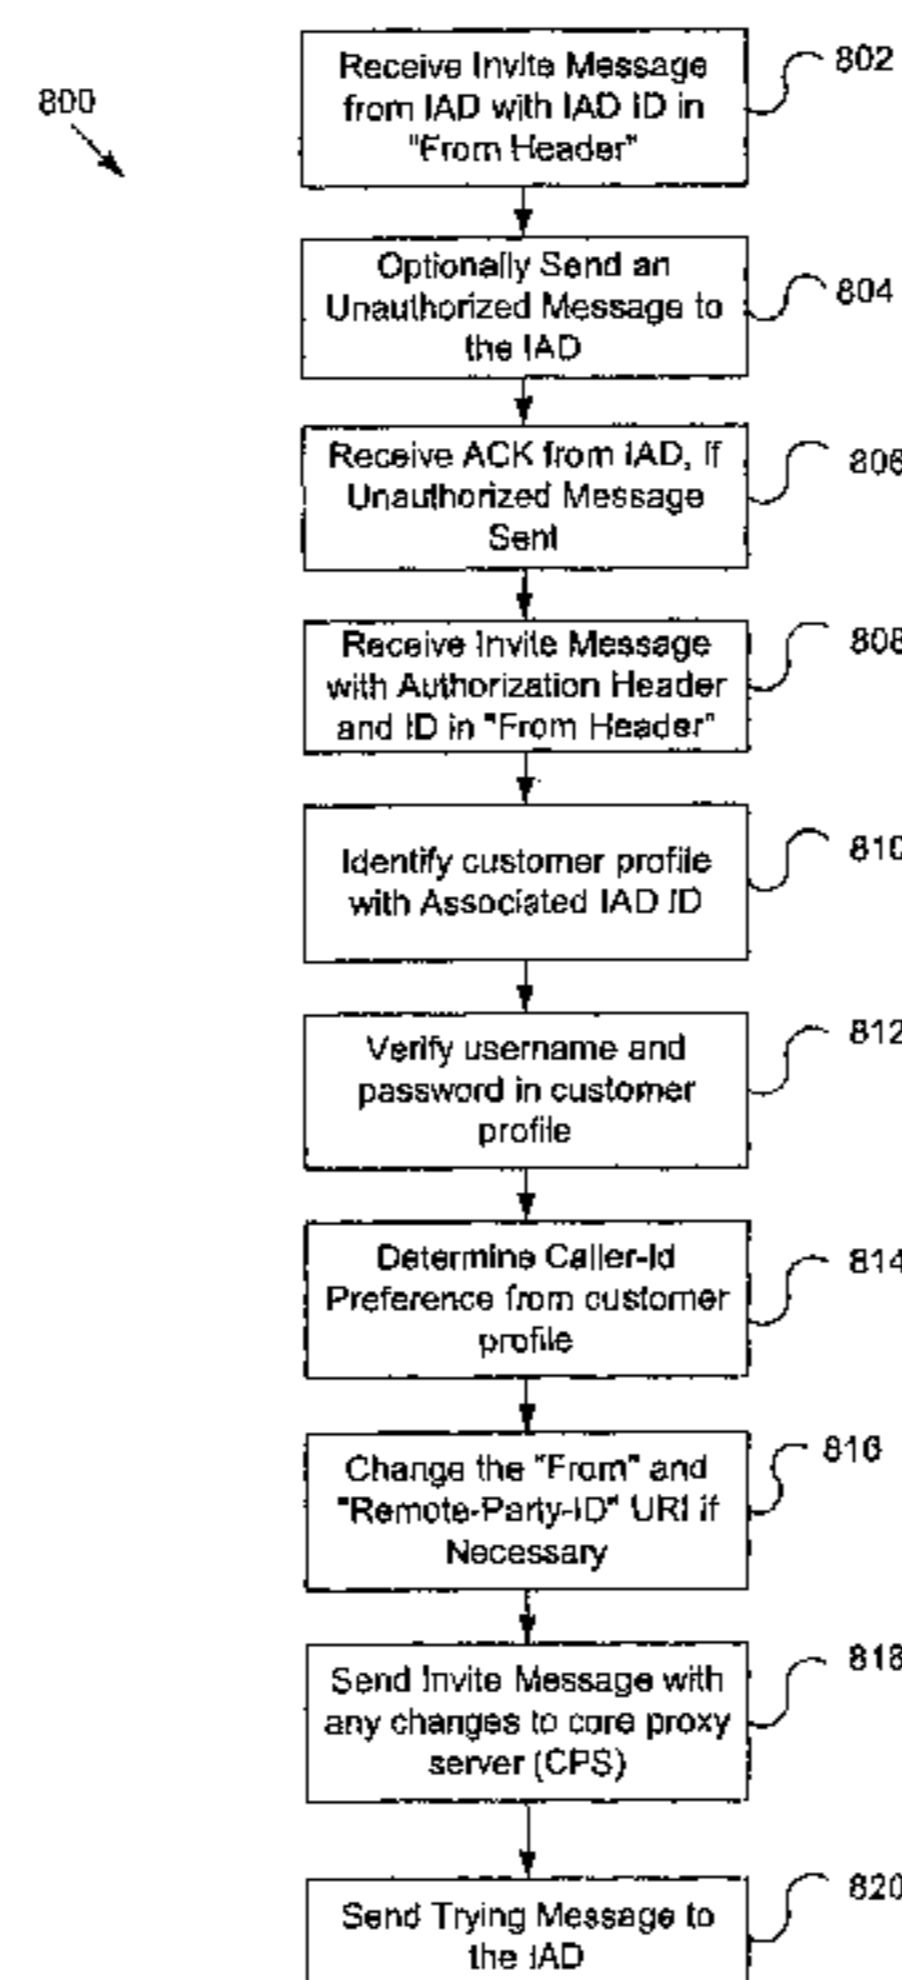 800
Receive Invite Message
from IAD with IAD ID in
"From Header"
802
Optionally Send an
Unauthorized Message to
the IAD
804
Receive ACK from IAD, If
Unauthorized Message
Sent
806
Receive Invite Message
with Authorization Header
and ID in "From Header"
808
Identify customer profile
with Associated IAD ID
810
Verify username and
password in customer
profile
812
Determine Caller-Id
Preference from customer
profile
814
Change the "From" and
"Remote-Party-ID" URI if
Necessary
816
Send Invite Message with
any changes to core proxy
server (CPS)
818
Send Trying Message to
the IAD
820